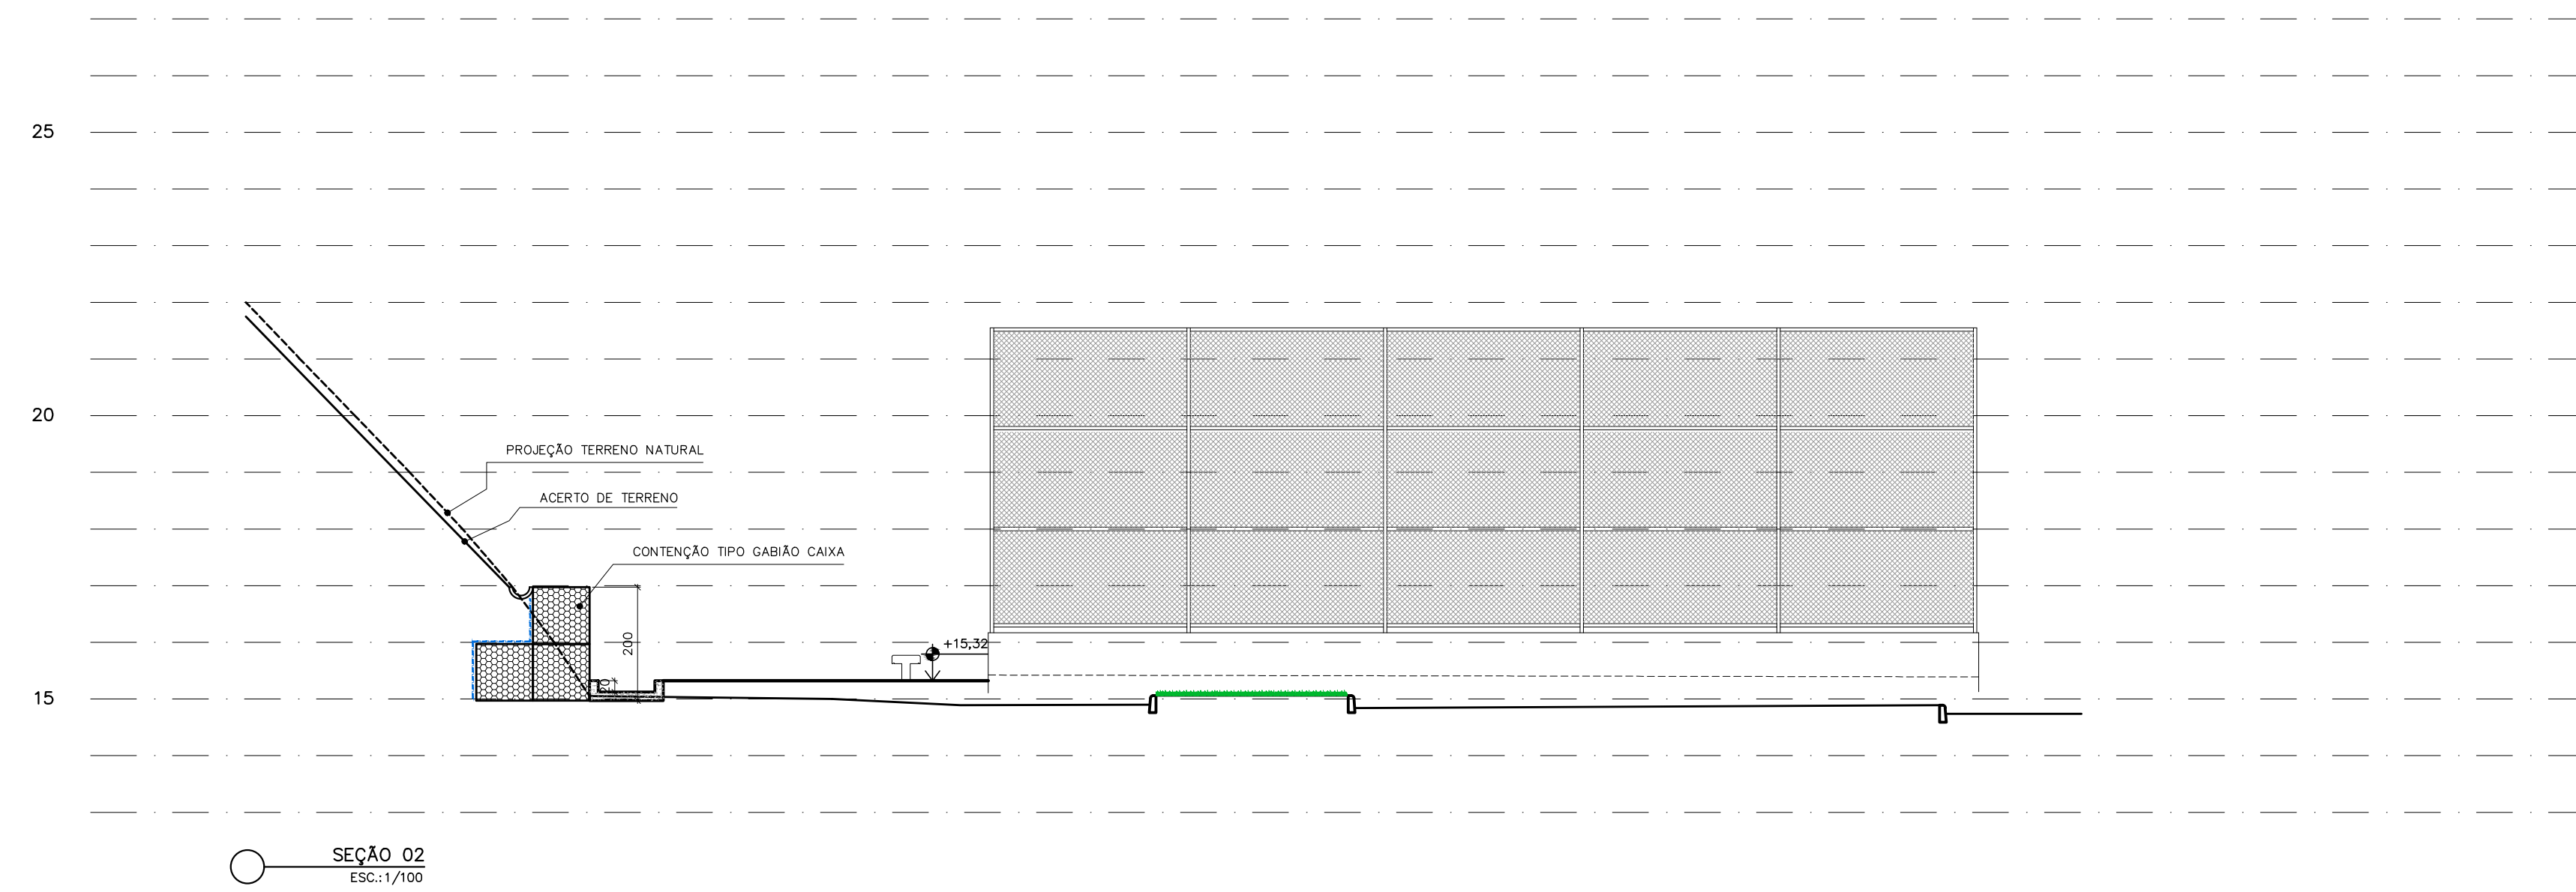 25
20
PROJEÇÃO TERRENO NATURAL
ACERTO DE TERRENO
CONTENÇÃO TIPO GABIÃO CAIXA
200
+15,32
20
15
SEÇÃO 02
ESC.:1/100